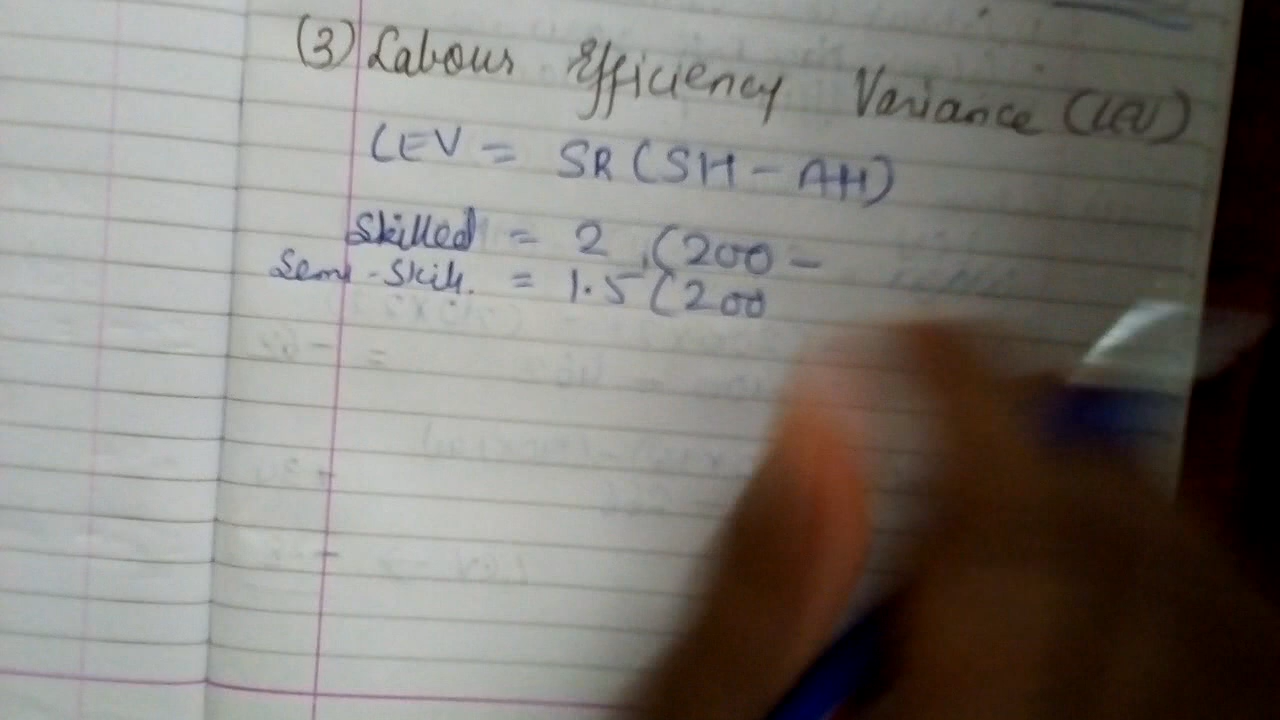 (3) Labour Efficiency Variance (LEV)
LEV = SR (SH - AH)
Skilled = 2 (200 -
Semi-Skill. = 1.5 (200